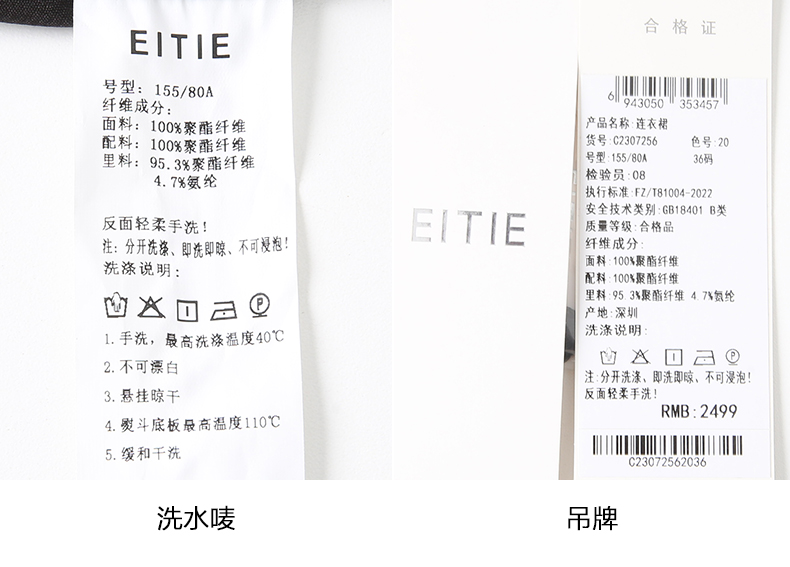 EITIE
号型: 155/80A
纤维成分:
面料: 100%聚酯纤维
配料: 100%聚酯纤维
里料: 95.3%聚酯纤维
4.7%氨纶
反面轻柔手洗!
注: 分开洗涤、即洗即晾、不可浸泡!
洗涤说明:
1.手洗，最高洗涤温度40℃
2.不可漂白
3.悬挂晾干
4.熨斗底板最高温度110℃
5.缓和干洗
洗水唛
EITIE
合格证
6 943050 353457
产品名称:连衣裙
货号:C2307256 色号:20
号型:155/80A 36码
检验员:08
执行标准:FZ/T81004-2022
安全技术类别:GB18401 B类
质量等级:合格品
纤维成分:
面料:100%聚酯纤维
配料:100%聚酯纤维
里料:95.3%聚酯纤维 4.7%氨纶
产地:深圳
洗涤说明:
注:分开洗涤、即洗即晾、不可浸泡!
反面轻柔手洗!
RMB:2499
C23072562036
吊牌